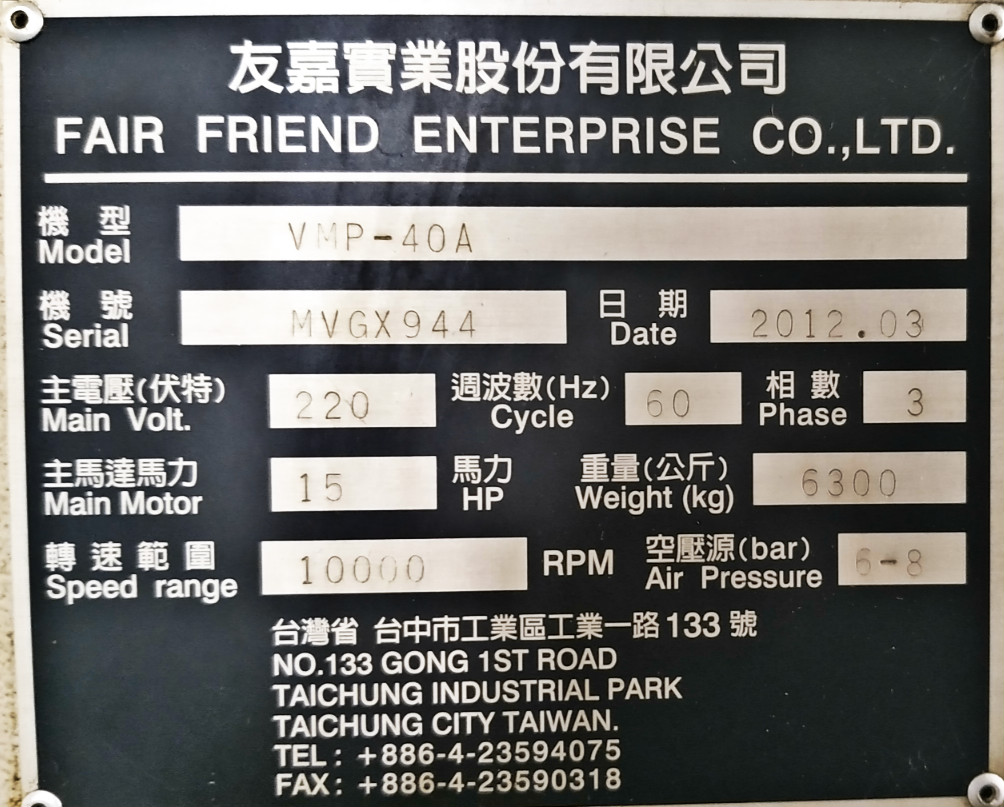 友嘉實業股份有限公司
FAIR FRIEND ENTERPRISE CO.,LTD.
機型 VMP-40A
Model
機號 MVGX944 日期 2012.03
Serial Date
主電壓(伏特) 220 週波數(Hz) 60 相數 3
Main Volt. Cycle Phase
主馬達馬力 15 馬力 重量(公斤) 6300
Main Motor HP Weight (kg)
轉速範圍 10000 RPM 空壓源(bar) 6-8
Speed range Air Pressure
台灣省 台中市工業區工業一路 133 號
NO.133 GONG 1ST ROAD
TAICHUNG INDUSTRIAL PARK
TAICHUNG CITY TAIWAN.
TEL: +886-4-23594075
FAX: +886-4-23590318